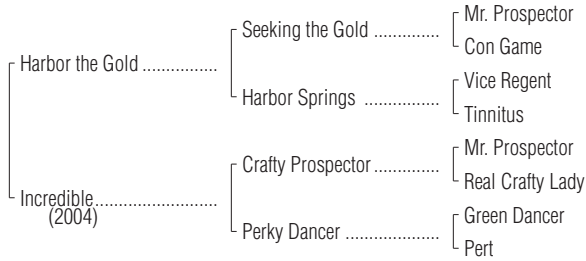 Mr. Prospector
Seeking the Gold ..............
Con Game
Harbor the Gold ................
Vice Regent
Harbor Springs ................
Tinnitus
Mr. Prospector
Crafty Prospector..............
Real Crafty Lady
Incredible..........................
(2004)
Green Dancer
Perky Dancer ....................
Pert